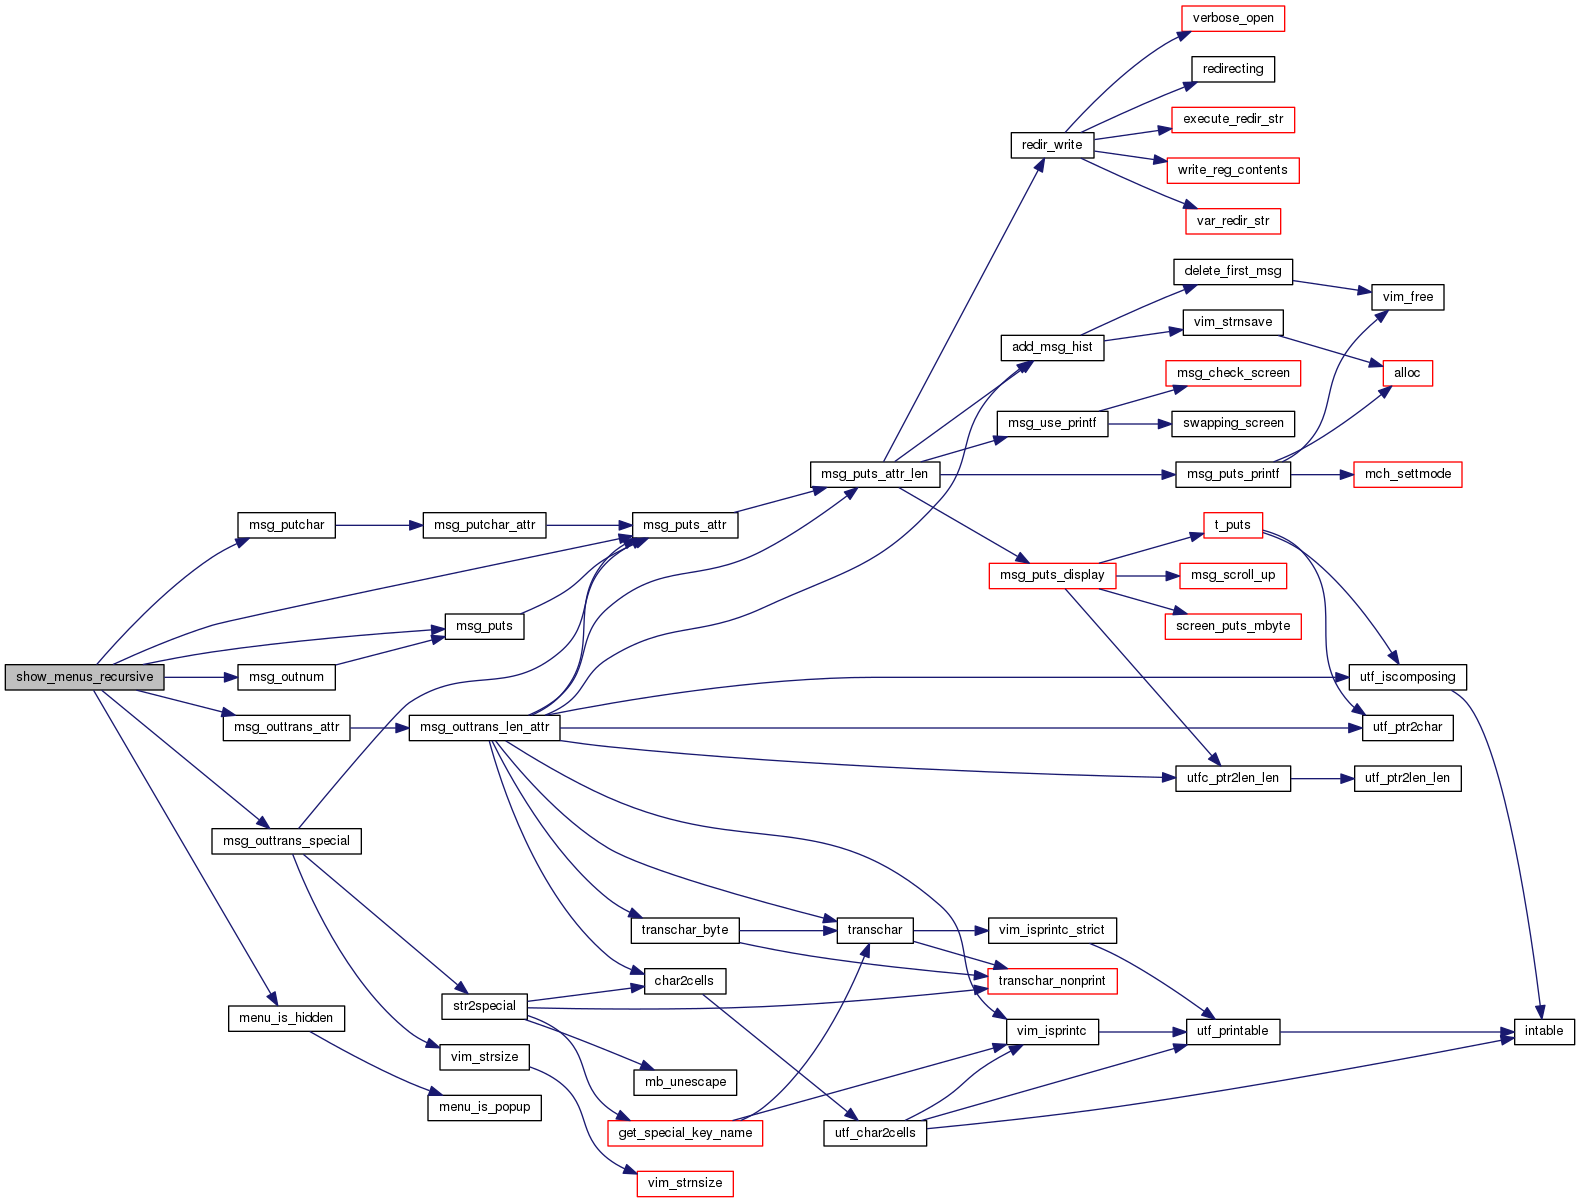 verbose_open
redirecting
execute_redir_str
redir_write
write_reg_contents
var_redir_str
delete_first_msg
vim_free
vim_strnsave
add_msg_hist
msg_check_screen
alloc
msg_use_printf
swapping_screen
msg_puts_attr_len
msg_puts_printf
mch_settmode
msg_putchar
msg_putchar_attr
msg_puts_attr
t_puts
msg_puts_display
msg_scroll_up
msg_puts
screen_puts_mbyte
show_menus_recursive
msg_outnum
utf_iscomposing
msg_outtrans_attr
msg_outtrans_len_attr
utf_ptr2char
utfc_ptr2len_len
utf_ptr2len_len
msg_outtrans_special
transchar_byte
transchar
vim_isprintc_strict
char2cells
transchar_nonprint
str2special
menu_is_hidden
vim_isprintc
utf_printable
intable
vim_strsize
mb_unescape
menu_is_popup
get_special_key_name
utf_char2cells
vim_strnsize